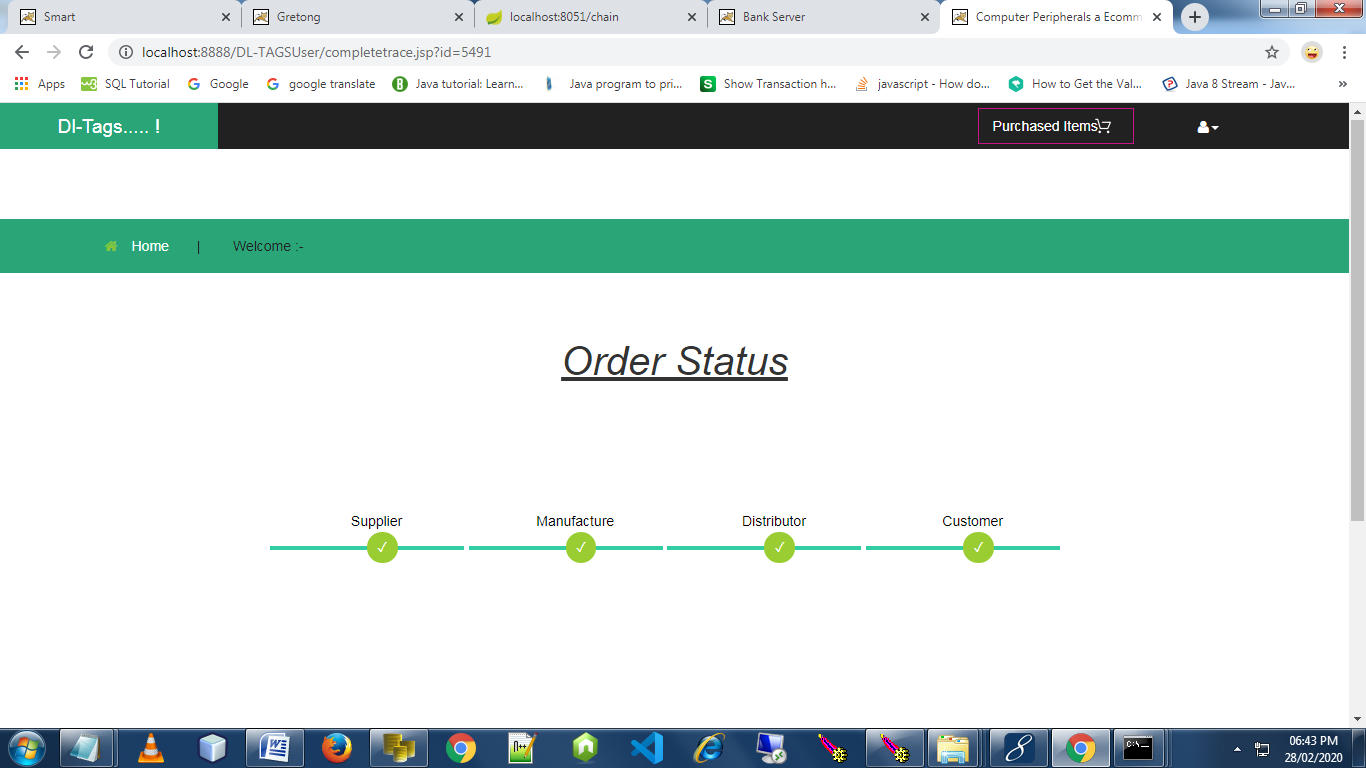 Smart
Gretong
localhost:8051/chain
Bank Server
Computer Peripherals a Ecomm
localhost:8888/DL-TAGSUser/completetrace.jsp?id=5491
Apps
SQL Tutorial
Google
google translate
Java tutorial: Learn...
Java program to pri...
Show Transaction h...
javascript - How do...
How to Get the Val...
Java 8 Stream - Jav...
»
Dl-Tags..... !
Purchased Items
Home | Welcome :-
Order Status
Supplier
Manufacture
Distributor
Customer
06:43 PM
28/02/2020